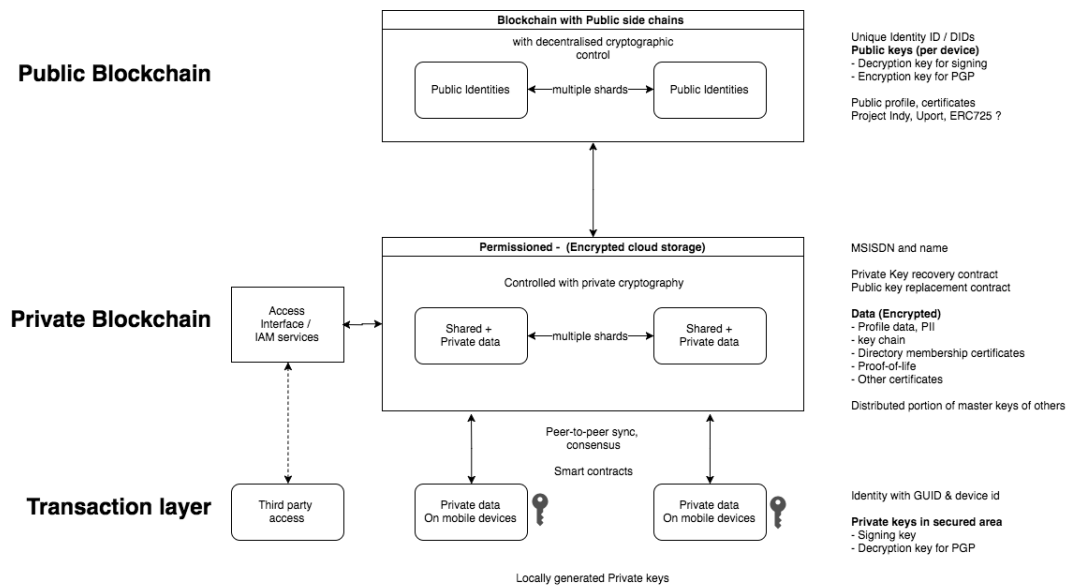 Public Blockchain
Blockchain with Public side chains
with decentralised cryptographic
control
Public Identities
multiple shards
Public Identities
Unique Identity ID / DIDs
Public keys (per device)
- Decryption key for signing
- Encryption key for PGP
Public profile, certificates
Project Indy, Uport, ERC725 ?
Private Blockchain
Access
Interface /
IAM services
Permissioned - (Encrypted cloud storage)
Controlled with private cryptography
Shared +
Private data
multiple shards
Shared +
Private data
MSISDN and name
Private Key recovery contract
Public key replacement contract
Data (Encrypted)
- Profile data, PII
- key chain
- Directory membership certificates
- Proof-of-life
- Other certificates
Distributed portion of master keys of others
Peer-to-peer sync,
consensus
Smart contracts
Transaction layer
Third party
access
Private data
On mobile devices
Private data
On mobile devices
Identity with GUID & device id
Private keys in secured area
- Signing key
- Decryption key for PGP
Locally generated Private keys